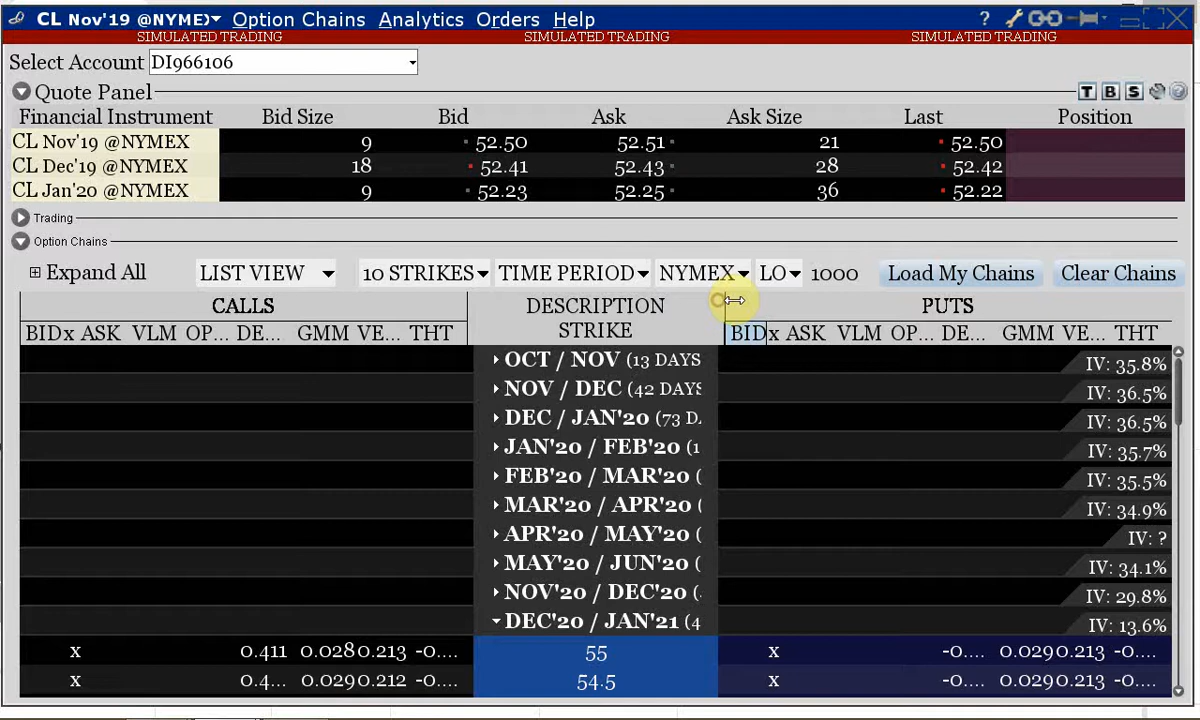 CL Nov'19 @NYMEX Option Chains Analytics Orders Help ?
SIMULATED TRADING SIMULATED TRADING SIMULATED TRADING
Select Account DI966106
Quote Panel T B S ?
Financial Instrument Bid Size Bid Ask Ask Size Last Position
CL Nov'19 @NYMEX 9 52.50 52.51 21 52.50
CL Dec'19 @NYMEX 18 52.41 52.43 28 52.42
CL Jan'20 @NYMEX 9 52.23 52.25 36 52.22
Trading
Option Chains
Expand All LIST VIEW 10 STRIKES TIME PERIOD NYMEX LO 1000 Load My Chains Clear Chains
CALLS DESCRIPTION PUTS
BIDx ASK VLM OP... DE... GMM VE... THT STRIKE BIDx ASK VLM OP... DE... GMM VE... THT
OCT / NOV (13 DAYS IV: 35.8%
NOV / DEC (42 DAYS IV: 36.5%
DEC / JAN'20 (73 D. IV: 36.5%
JAN'20 / FEB'20 (1 IV: 35.7%
FEB'20 / MAR'20 ( IV: 35.5%
MAR'20 / APR'20 ( IV: 34.9%
APR'20 / MAY'20 ( IV: ?
MAY'20 / JUN'20 ( IV: 34.1%
NOV'20 / DEC'20 ( IV: 29.8%
DEC'20 / JAN'21 (4 IV: 13.6%
x 0.411 0.028 0.213 -0.... 55 x -0.... 0.029 0.213 -0....
x 0.4... 0.029 0.212 -0.... 54.5 x -0.... 0.029 0.213 -0....